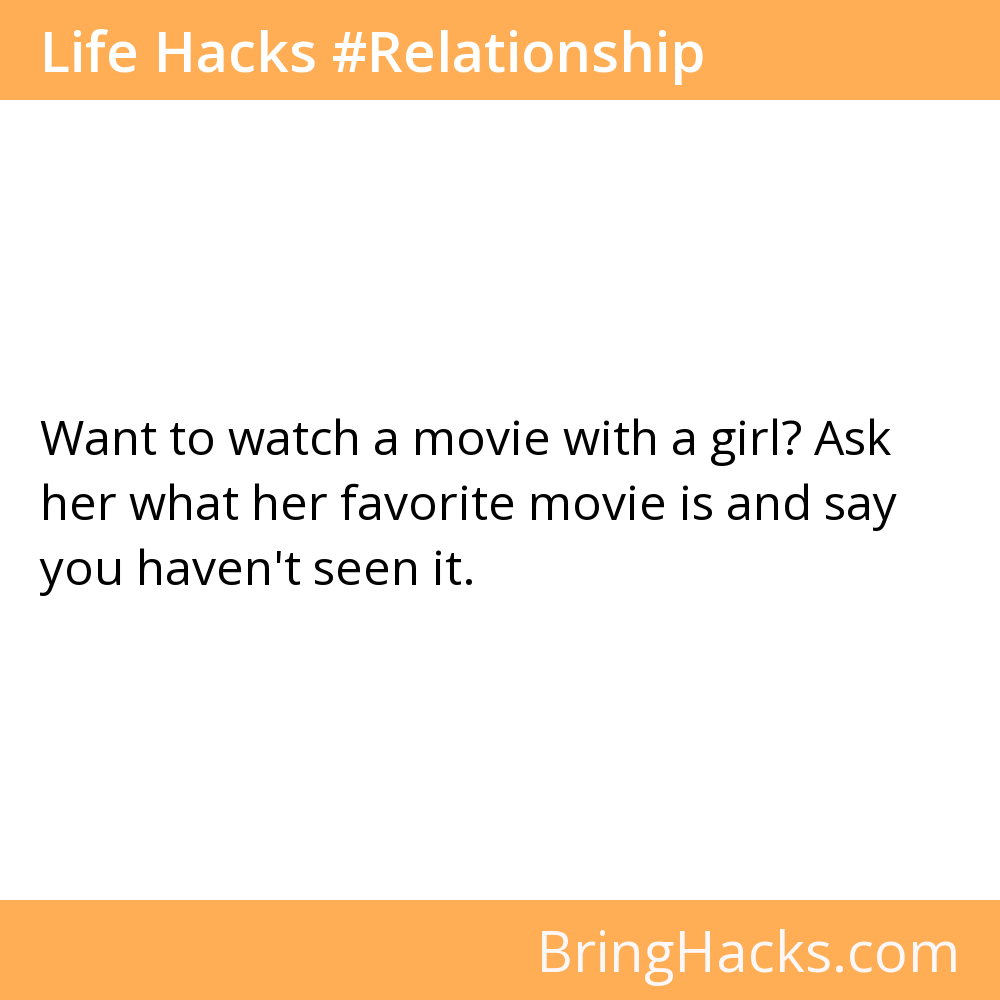 Life Hacks #Relationship
Want to watch a movie with a girl? Ask
her what her favorite movie is and say
you haven't seen it.
BringHacks.com